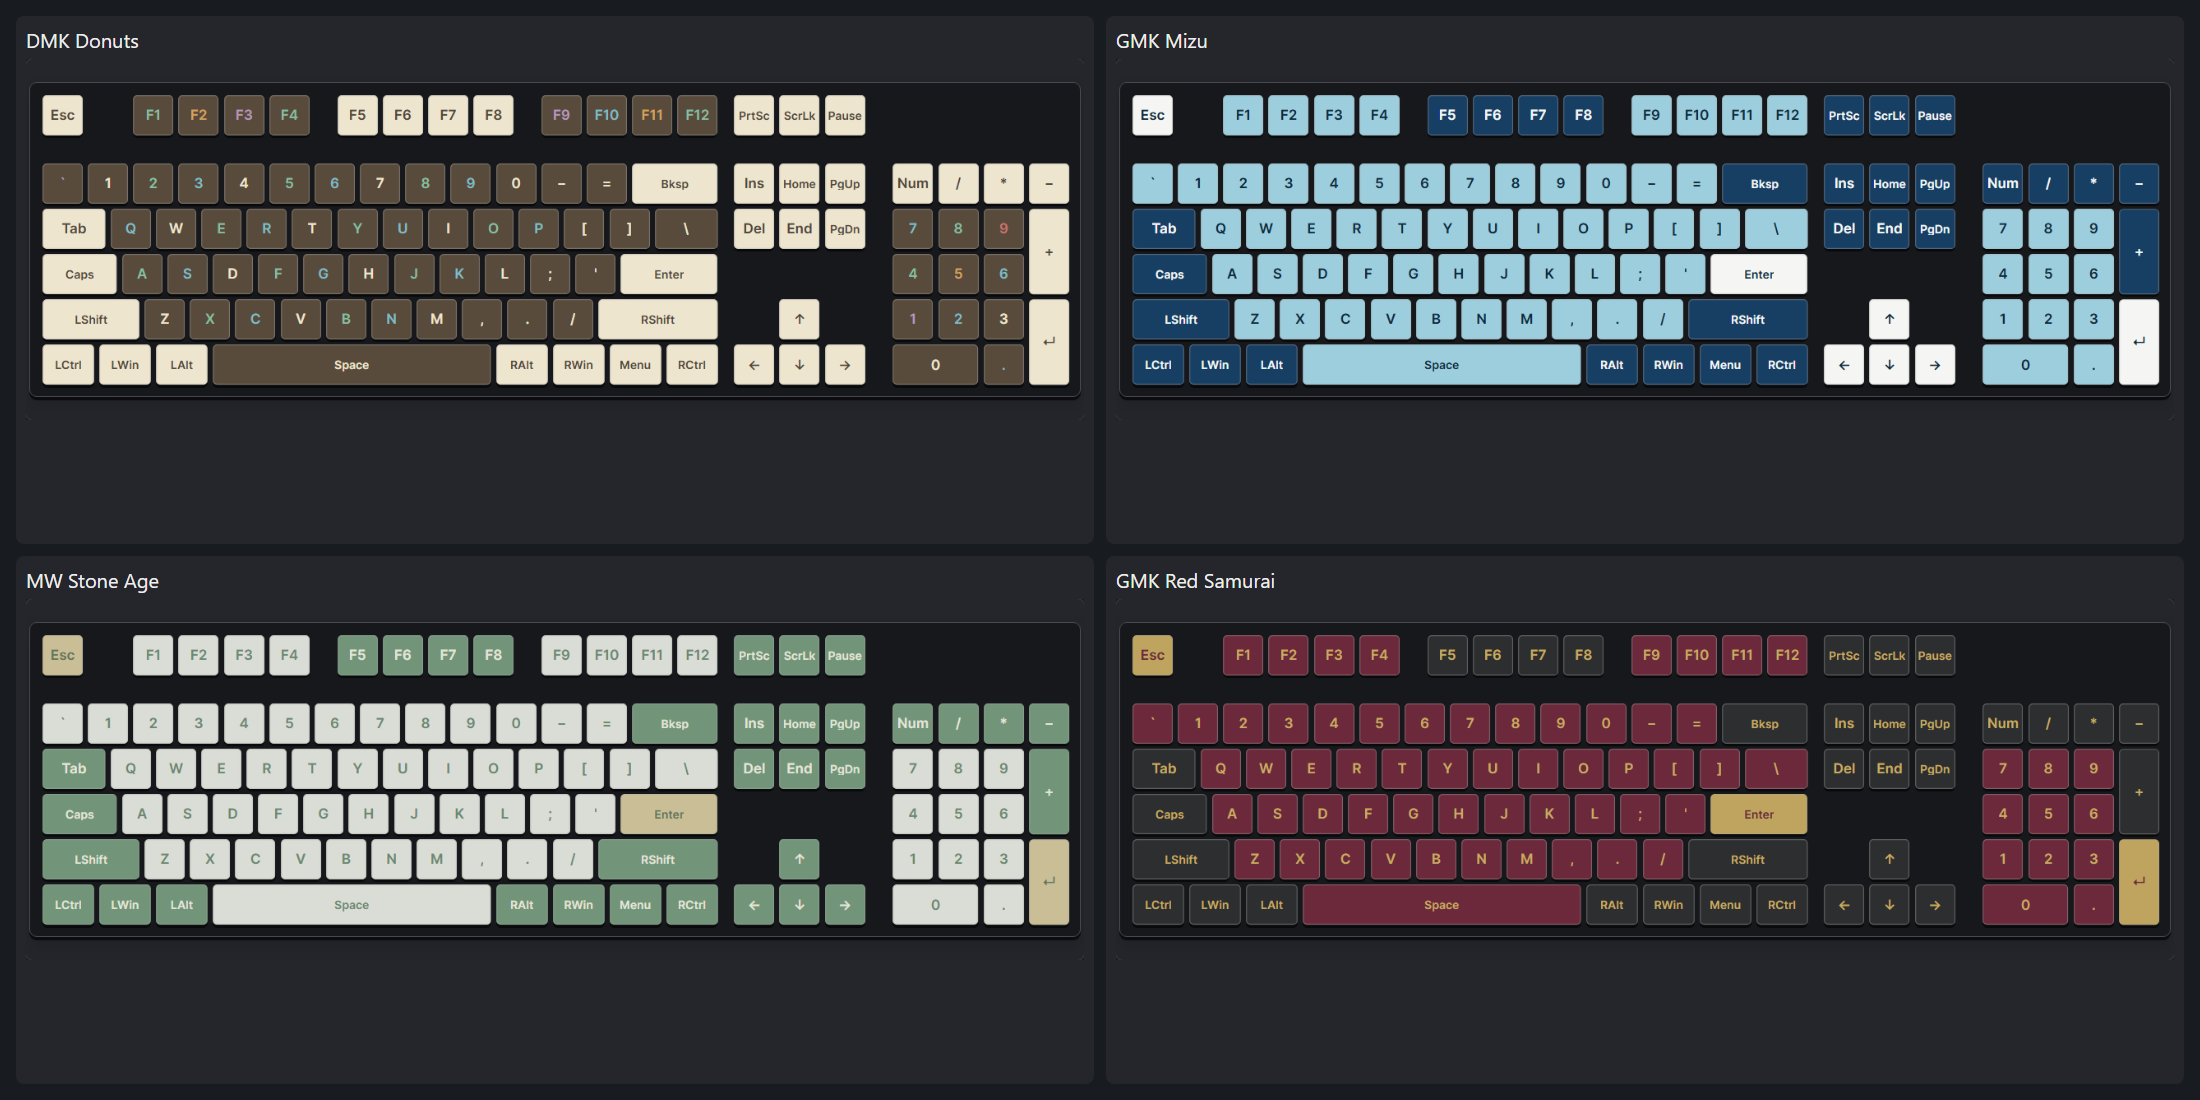 DMK Donuts
Esc F1 F2 F3 F4 F5 F6 F7 F8 F9 F10 F11 F12 PrtSc ScrLk Pause
` 1 2 3 4 5 6 7 8 9 0 − = Bksp Ins Home PgUp Num / * −
Tab Q W E R T Y U I O P [ ] \ Del End PgDn 7 8 9 +
Caps A S D F G H J K L ; ' Enter 4 5 6
LShift Z X C V B N M , . / RShift ↑ 1 2 3 ↵
LCtrl LWin LAlt Space RAlt RWin Menu RCtrl ← ↓ → 0 .
GMK Mizu
Esc F1 F2 F3 F4 F5 F6 F7 F8 F9 F10 F11 F12 PrtSc ScrLk Pause
` 1 2 3 4 5 6 7 8 9 0 − = Bksp Ins Home PgUp Num / * −
Tab Q W E R T Y U I O P [ ] \ Del End PgDn 7 8 9 +
Caps A S D F G H J K L ; ' Enter 4 5 6
LShift Z X C V B N M , . / RShift ↑ 1 2 3 ↵
LCtrl LWin LAlt Space RAlt RWin Menu RCtrl ← ↓ → 0 .
MW Stone Age
Esc F1 F2 F3 F4 F5 F6 F7 F8 F9 F10 F11 F12 PrtSc ScrLk Pause
` 1 2 3 4 5 6 7 8 9 0 − = Bksp Ins Home PgUp Num / * −
Tab Q W E R T Y U I O P [ ] \ Del End PgDn 7 8 9 +
Caps A S D F G H J K L ; ' Enter 4 5 6
LShift Z X C V B N M , . / RShift ↑ 1 2 3 ↵
LCtrl LWin LAlt Space RAlt RWin Menu RCtrl ← ↓ → 0 .
GMK Red Samurai
Esc F1 F2 F3 F4 F5 F6 F7 F8 F9 F10 F11 F12 PrtSc ScrLk Pause
` 1 2 3 4 5 6 7 8 9 0 − = Bksp Ins Home PgUp Num / * −
Tab Q W E R T Y U I O P [ ] \ Del End PgDn 7 8 9 +
Caps A S D F G H J K L ; ' Enter 4 5 6
LShift Z X C V B N M , . / RShift ↑ 1 2 3 ↵
LCtrl LWin LAlt Space RAlt RWin Menu RCtrl ← ↓ → 0 .